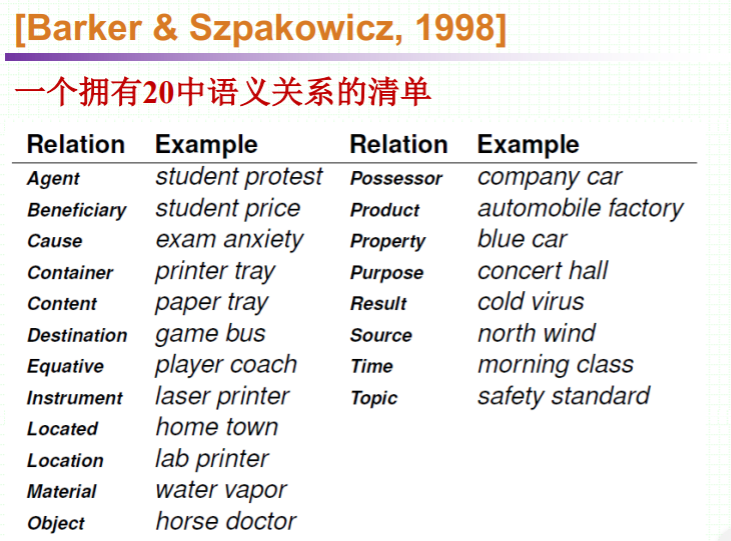 [Barker & Szpakowicz, 1998]
一个拥有20中语义关系的清单
Relation Example Relation Example
Agent student protest Possessor company car
Beneficiary student price Product automobile factory
Cause exam anxiety Property blue car
Container printer tray Purpose concert hall
Content paper tray Result cold virus
Destination game bus Source north wind
Equative player coach Time morning class
Instrument laser printer Topic safety standard
Located home town
Location lab printer
Material water vapor
Object horse doctor